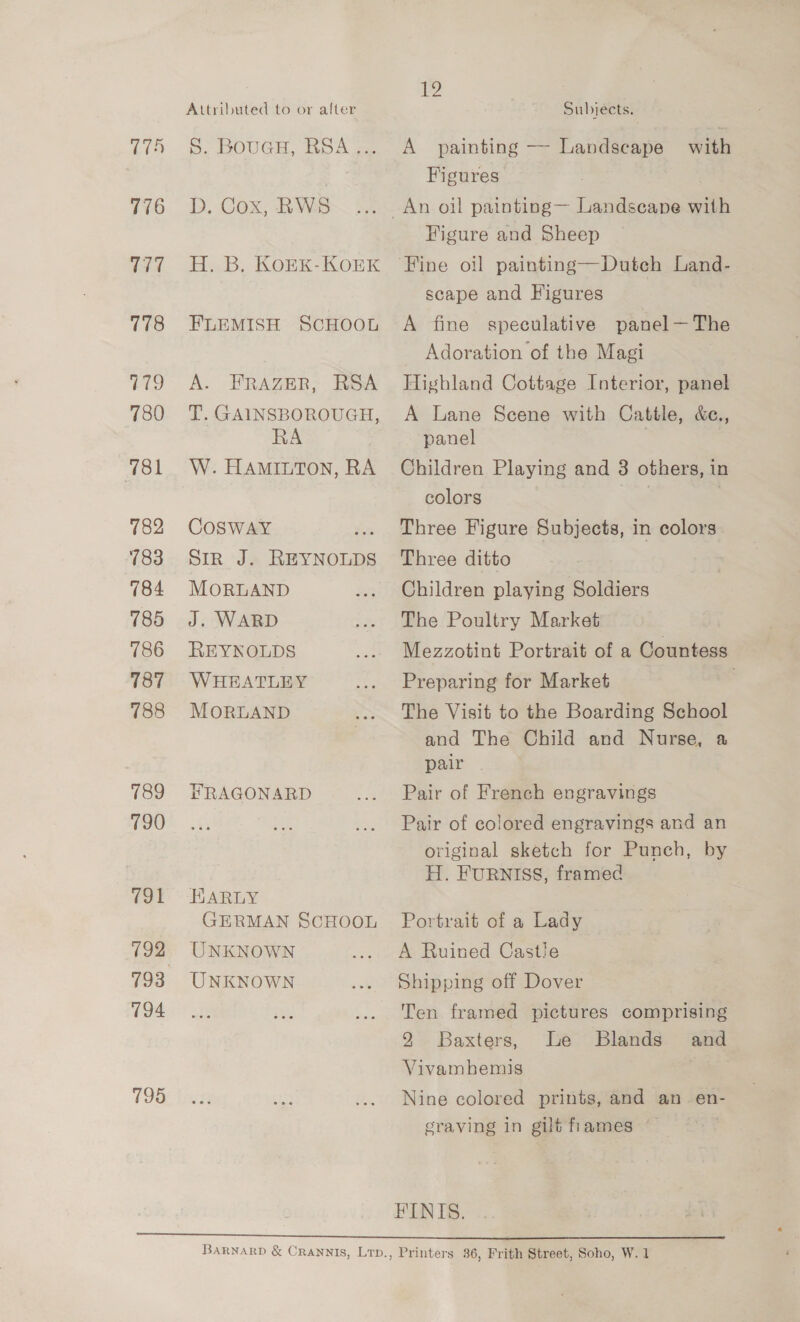 12
Attributed to or after Subjects.
775 S. BOUGH, RSA ... A painting — Landscape with
Figures
776 D. COX, RWS ... An oil painting— Landscape with
Figure and Sheep
777 H. B. KOEK-KOEK Fine oil painting—Dutch Land-
scape and Figures
778 FLEMISH SCHOOL A fine speculative panel—The
Adoration of the Magi
779 A. FRAZER, RSA Highland Cottage Interior, panel
780 T. GAINSBOROUGH, A Lane Scene with Cattle, &c.,
RA panel
781 W. HAMILTON, RA Children Playing and 3 others, in
colors
782 COSWAY ... Three Figure Subjects, in colors
783 SIR J. REYNOLDS Three ditto
784 MORLAND ... Children playing Soldiers
785 J. WARD ... The Poultry Market
786 REYNOLDS ... Mezzotint Portrait of a Countess
787 WHEATLEY ... Preparing for Market
788 MORLAND ... The Visit to the Boarding School
and The Child and Nurse, a
pair
789 FRAGONARD ... Pair of French engravings
790 ... ... ... Pair of colored engravings and an
original sketch for Punch, by
H. FURNISS, framed
791 EARLY
GERMAN SCHOOL Portrait of a Lady
792 UNKNOWN ... A Ruined Castle
793 UNKNOWN ... Shipping off Dover
794 ... ... ... Ten framed pictures comprising
2 Baxters, Le Blands and
Vivamhemis
795 ... ... ... Nine colored prints, and an en-
graving in gilt frames
FINIS.
BARNARD & CRANNIS, LTD., Printers 36, Frith Street, Soho, W. 1